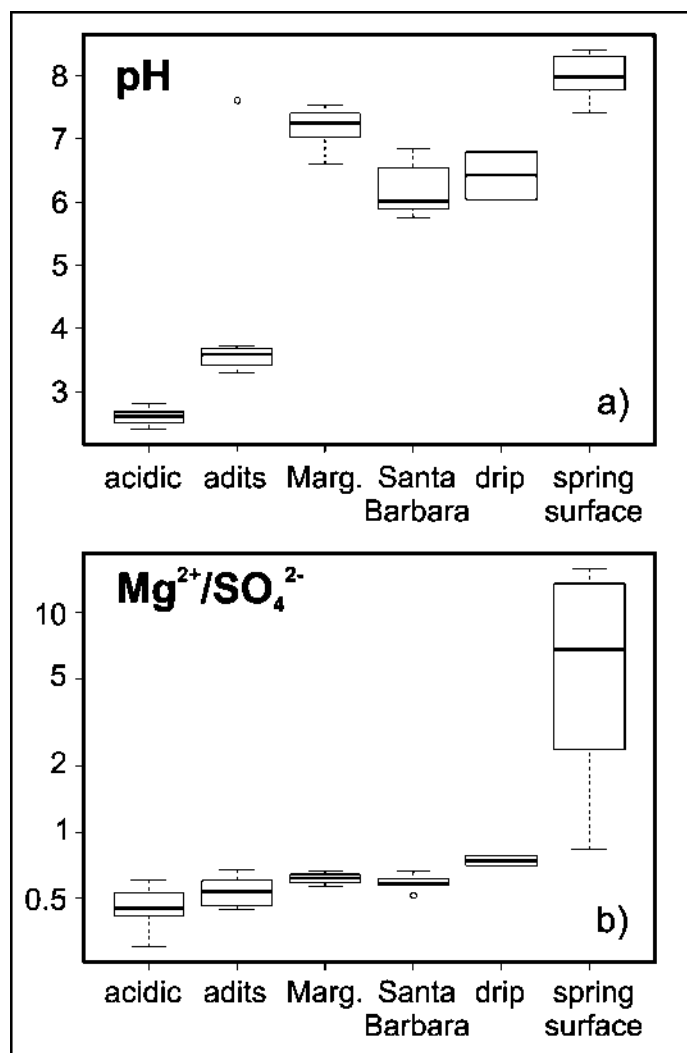 pH
8
7
6
5
4
3
a)
acidic adits Marg. Santa Barbara drip spring surface
Mg²⁺/SO₄²⁻
10
5
2
1
0.5
b)
acidic adits Marg. Santa Barbara drip spring surface